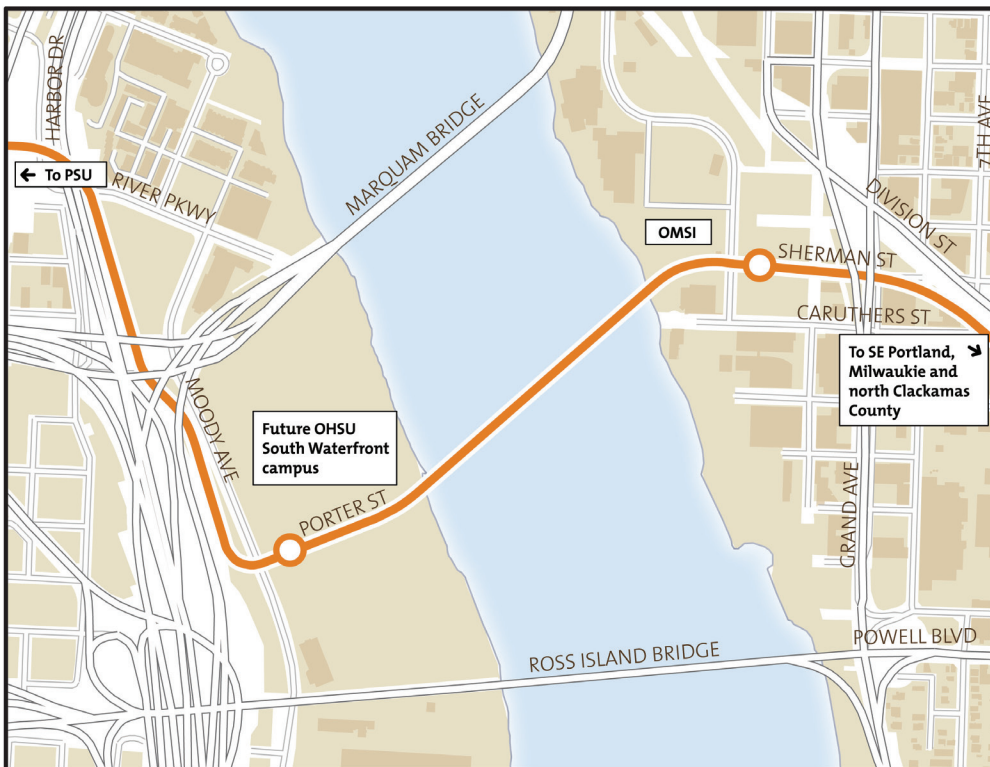 HARBOR DR
7TH AVE
MARQUAM BRIDGE
← To PSU
RIVER PKWY
DIVISION ST
OMSI
SHERMAN ST
CARUTHERS ST
To SE Portland, ↘
Milwaukie and
north Clackamas
County
MOODY AVE
Future OHSU
South Waterfront
campus
PORTER ST
GRAND AVE
ROSS ISLAND BRIDGE
POWELL BLVD